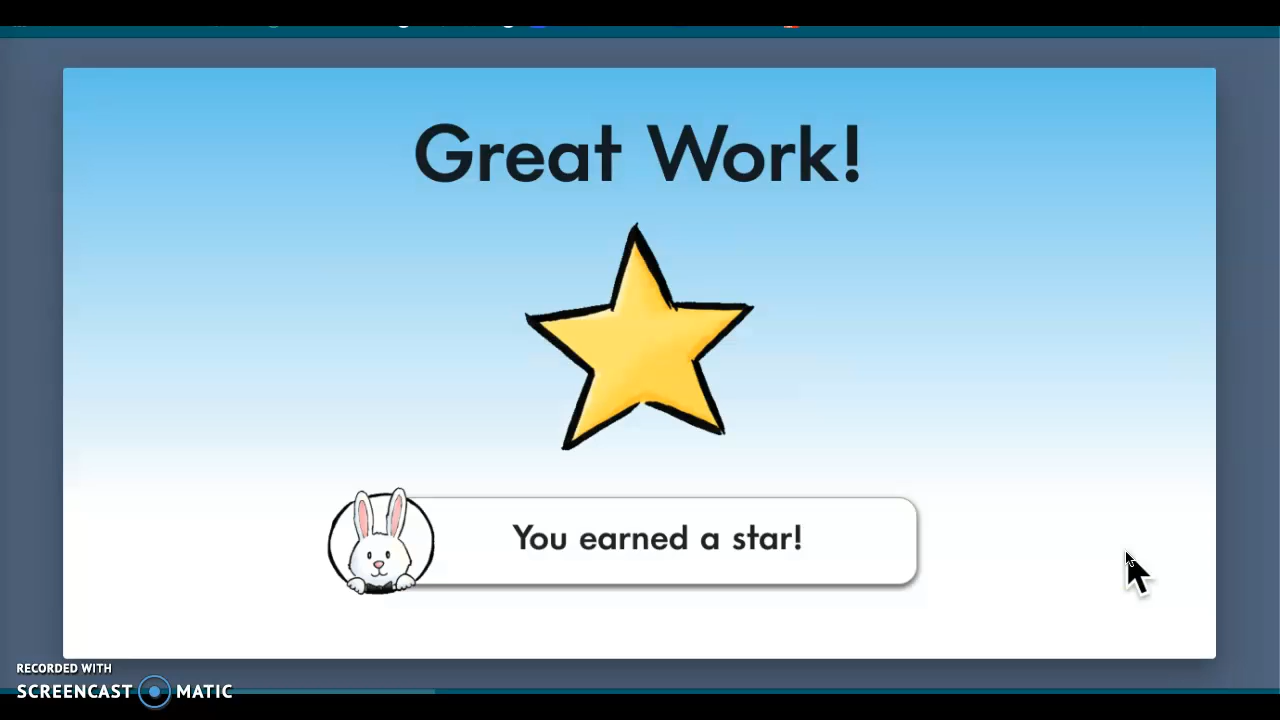 Great Work!
You earned a star!
RECORDED WITH
SCREENCAST MATIC